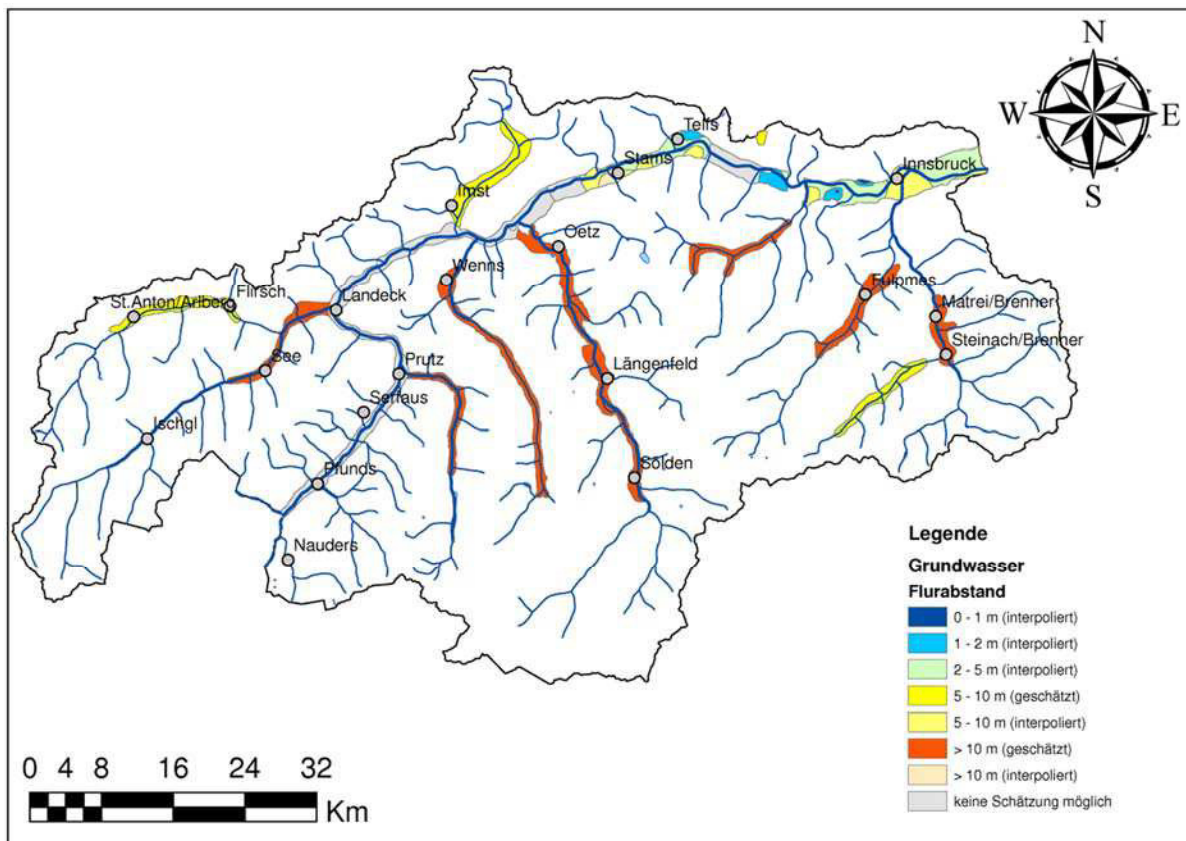 N
W
E
S
Telfs
Stams
Innsbruck
Imst
Oetz
Wenns
Fulpmes
St.Anton/Arlberg
Flirsch
Landeck
Matrei/Brenner
Steinach/Brenner
See
Prutz
Längenfeld
Serfaus
Ischgl
Pfunds
Sölden
Nauders
Legende
Grundwasser
Flurabstand
0 - 1 m (interpoliert)
1 - 2 m (interpoliert)
2 - 5 m (interpoliert)
5 - 10 m (geschätzt)
5 - 10 m (interpoliert)
> 10 m (geschätzt)
> 10 m (interpoliert)
keine Schätzung möglich
0 4 8 16 24 32
Km